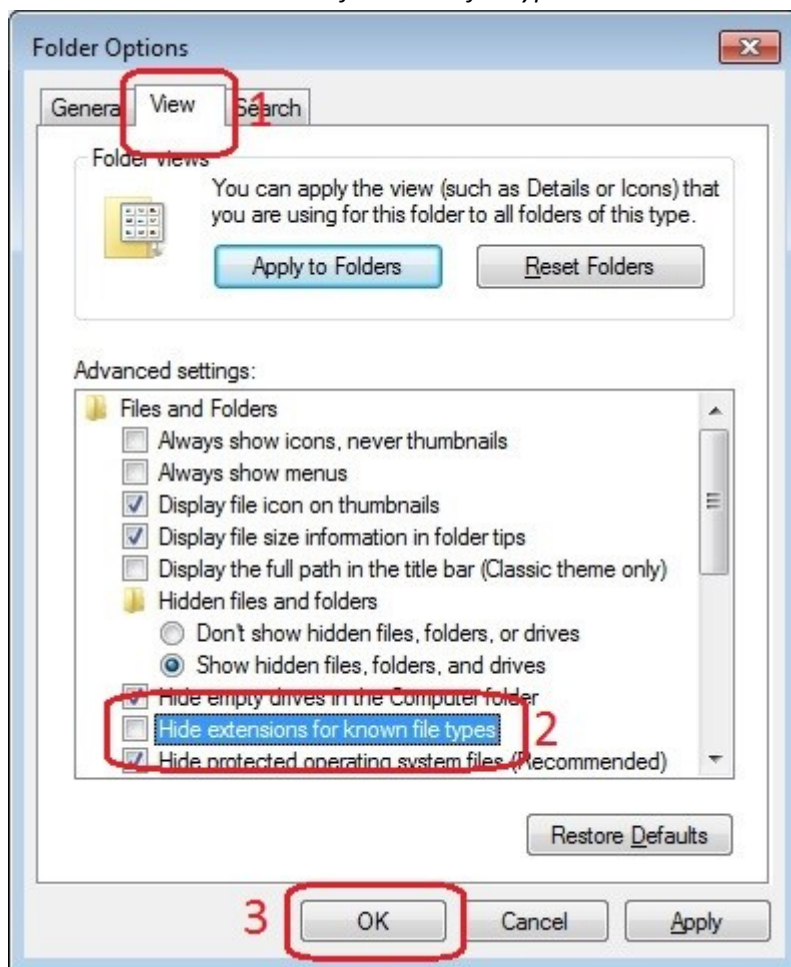 Folder Options
General View Search
1
Folder views
You can apply the view (such as Details or Icons) that
you are using for this folder to all folders of this type.
Apply to Folders Reset Folders
Advanced settings:
Files and Folders
Always show icons, never thumbnails
Always show menus
Display file icon on thumbnails
Display file size information in folder tips
Display the full path in the title bar (Classic theme only)
Hidden files and folders
Don't show hidden files, folders, or drives
Show hidden files, folders, and drives
Hide empty drives in the Computer folder
Hide extensions for known file types 2
Hide protected operating system files (Recommended)
Restore Defaults
3 OK Cancel Apply